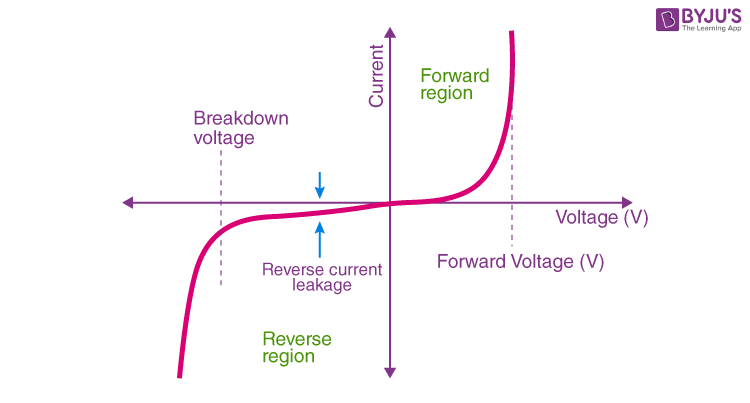 BYJU'S
The Learning App
Current
Forward
region
Breakdown
voltage
Voltage (V)
Forward Voltage (V)
Reverse current
leakage
Reverse
region